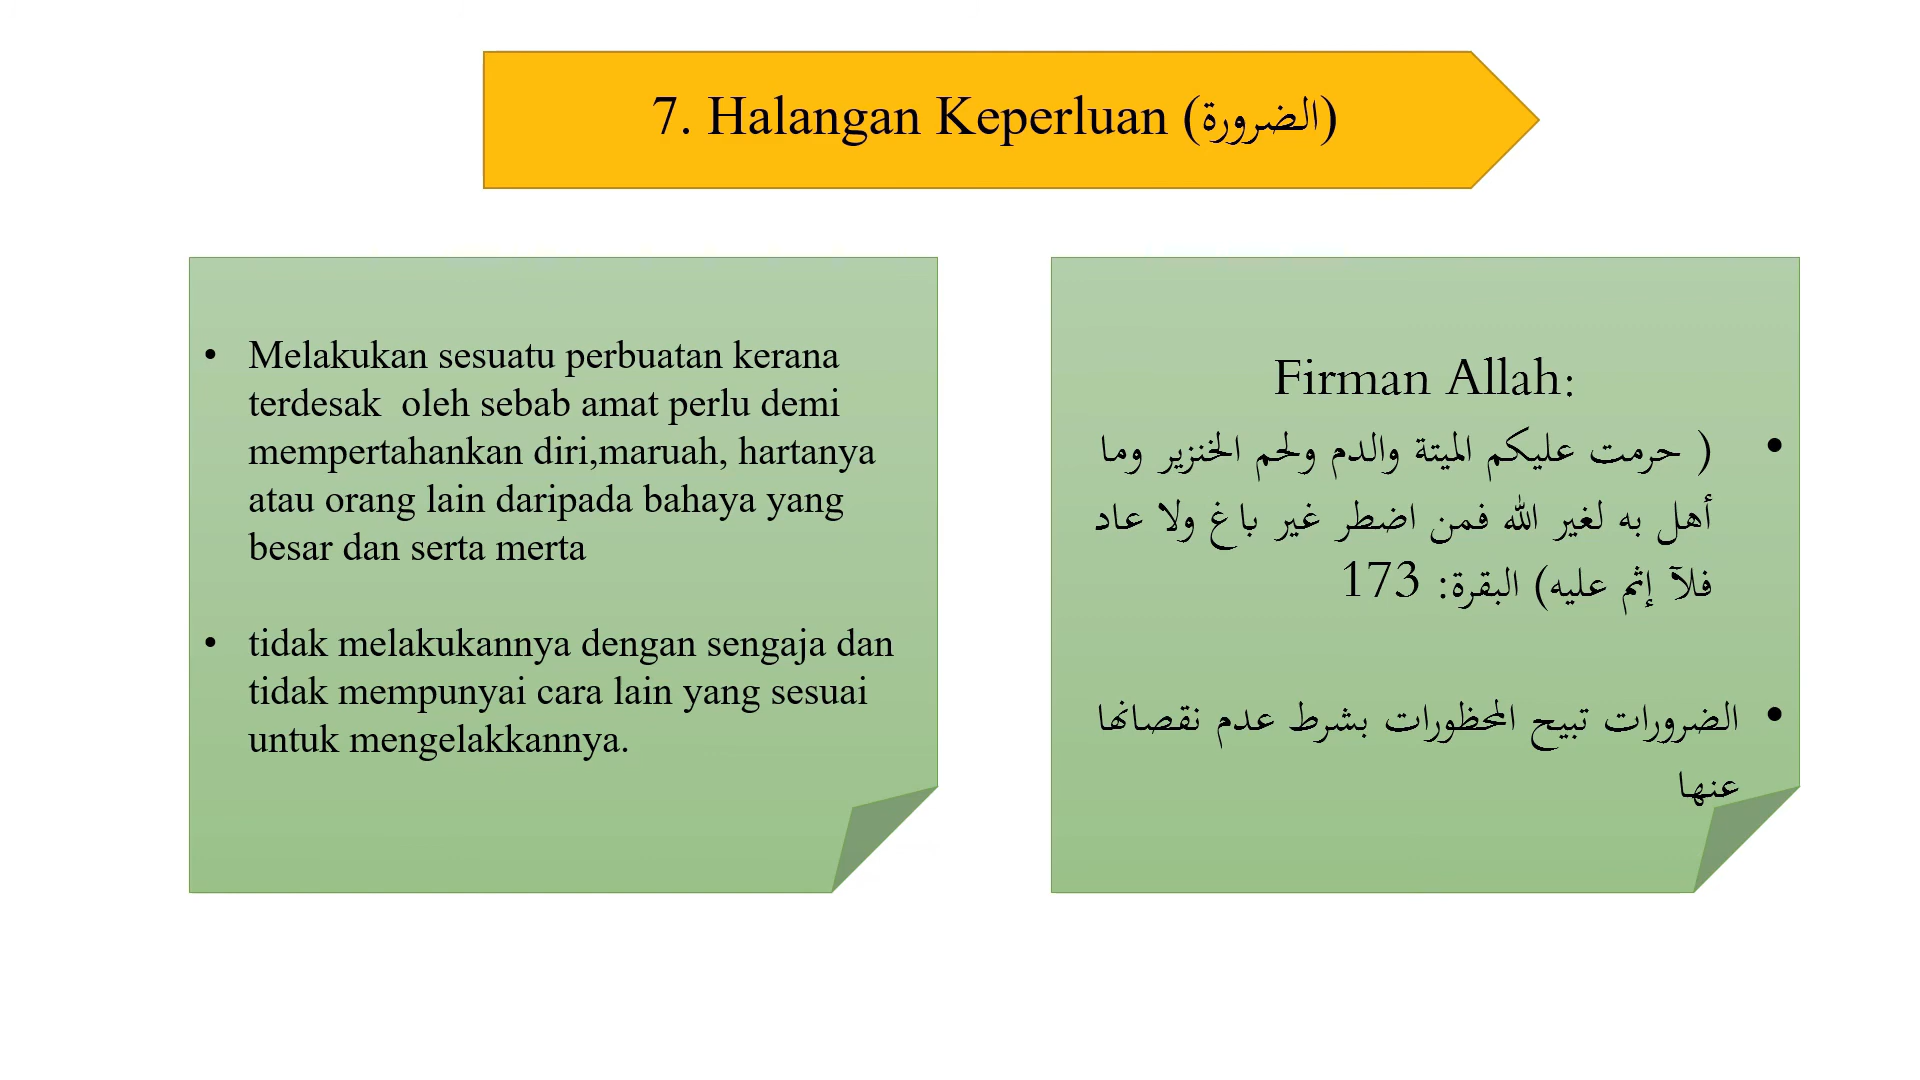 7. Halangan Keperluan (الضرورة)
• Melakukan sesuatu perbuatan kerana
terdesak  oleh sebab amat perlu demi
mempertahankan diri,maruah, hartanya
atau orang lain daripada bahaya yang
besar dan serta merta
• tidak melakukannya dengan sengaja dan
tidak mempunyai cara lain yang sesuai
untuk mengelakkannya.
Firman Allah:
• ( حرمت عليكم الميتة والدم ولحم الخنزير وما
أهل به لغير الله فمن اضطر غير باغ ولا عاد
فلآ إثم عليه) البقرة: 173
• الضرورات تبيح المحظورات بشرط عدم نقصانها
عنها